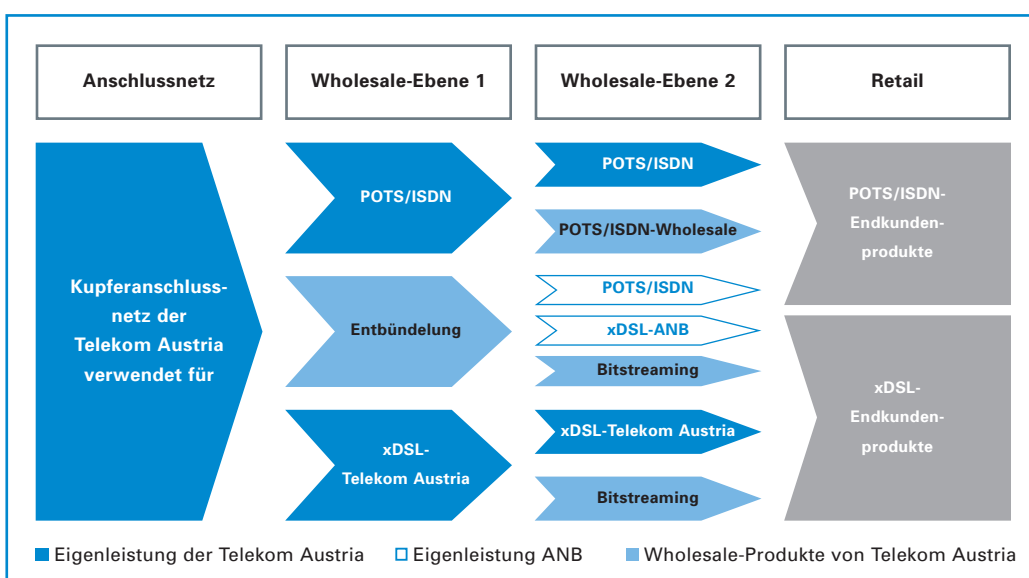 Anschlussnetz
Wholesale-Ebene 1
Wholesale-Ebene 2
Retail
Kupferanschluss-
netz der
Telekom Austria
verwendet für
POTS/ISDN
Entbündelung
xDSL-
Telekom Austria
POTS/ISDN
POTS/ISDN-Wholesale
POTS/ISDN
xDSL-ANB
Bitstreaming
xDSL-Telekom Austria
Bitstreaming
POTS/ISDN-
Endkunden-
produkte
xDSL-
Endkunden-
produkte
Eigenleistung der Telekom Austria
Eigenleistung ANB
Wholesale-Produkte von Telekom Austria